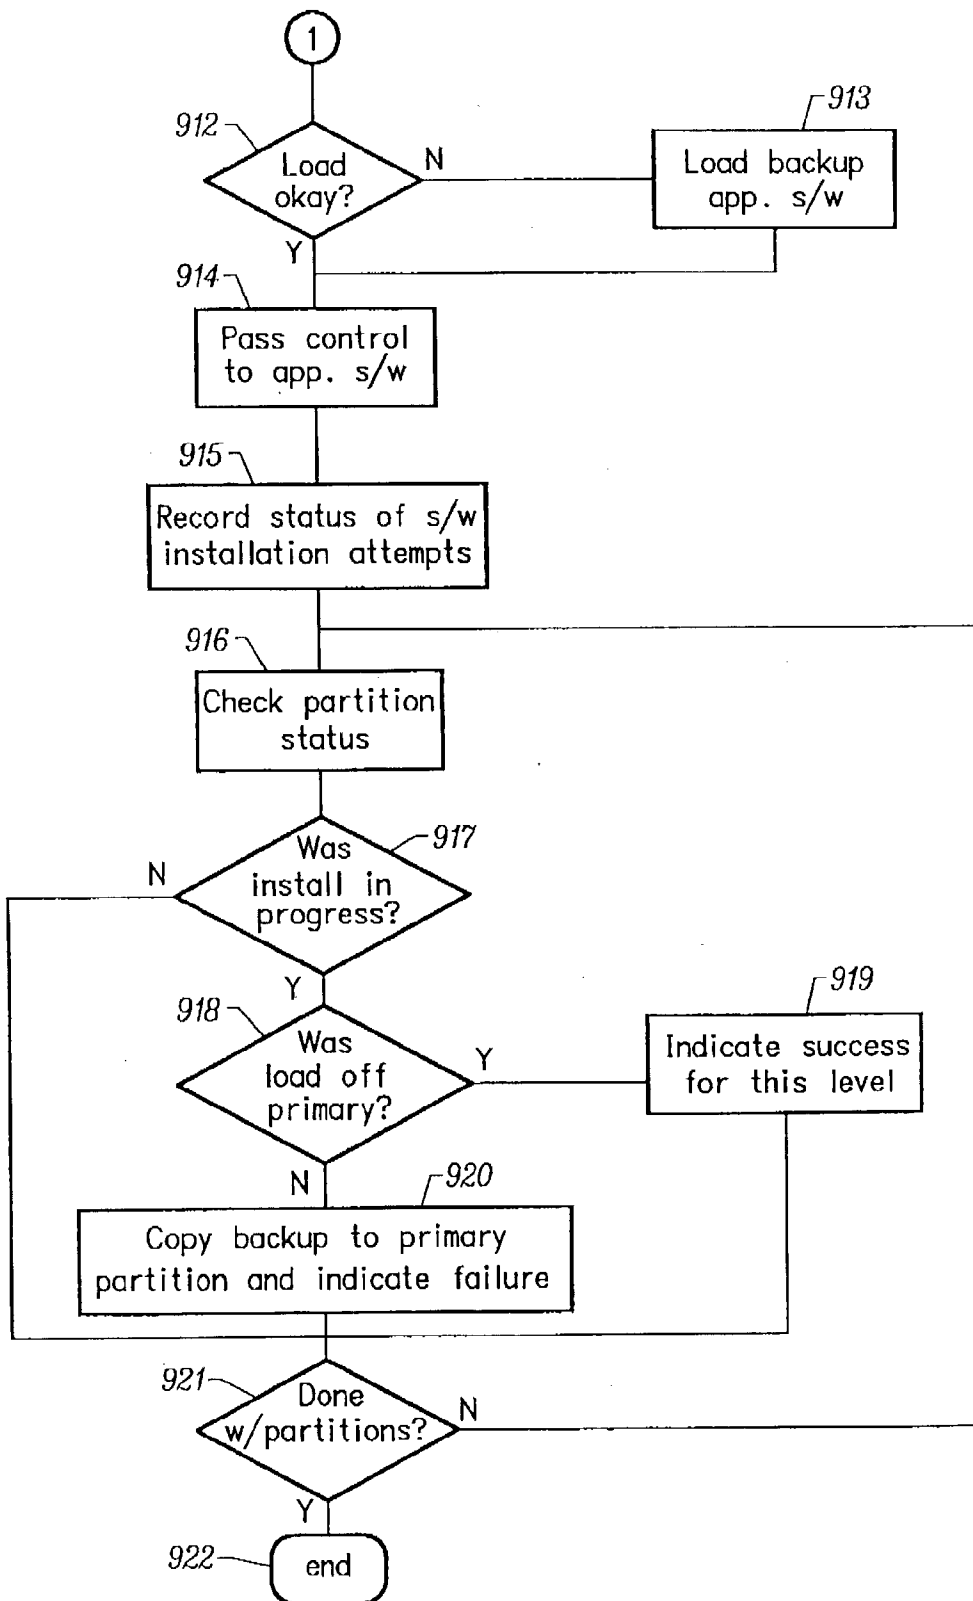 1
912
Load
okay?
N
Y
913
Load backup
app. s/w
914
Pass control
to app. s/w
915
Record status of s/w
installation attempts
916
Check partition
status
917
Was
install in
progress?
N
Y
918
Was
load off
primary?
Y
N
919
Indicate success
for this level
920
Copy backup to primary
partition and indicate failure
921
Done
w/partitions?
N
Y
922
end